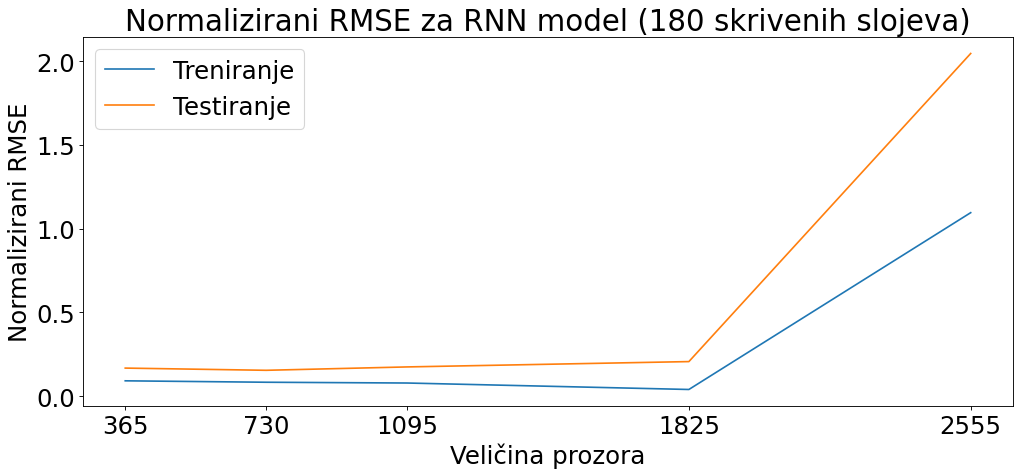 Normalizirani RMSE za RNN model (180 skrivenih slojeva)
Treniranje
Testiranje
Normalizirani RMSE
2.0
1.5
1.0
0.5
0.0
365 730 1095 1825 2555
Veličina prozora